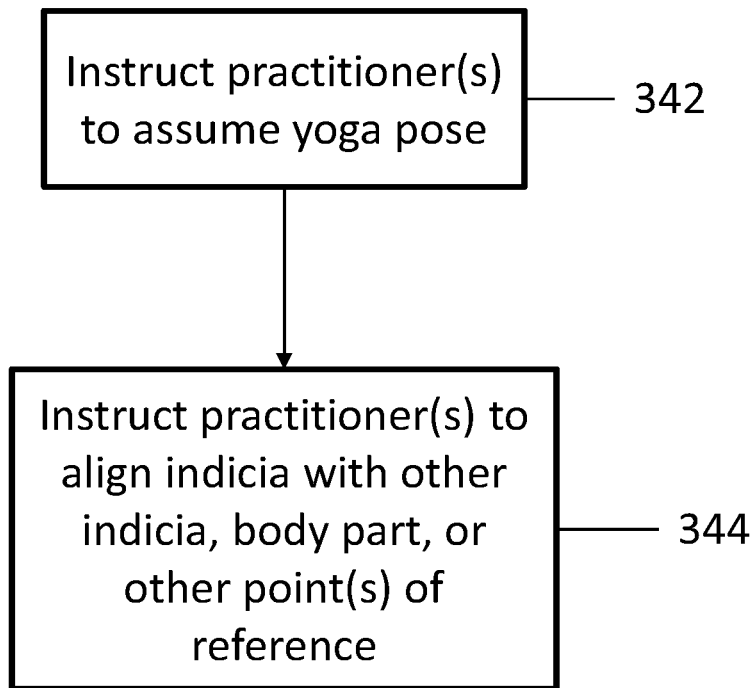 Instruct practitioner(s)
to assume yoga pose
342
Instruct practitioner(s) to
align indicia with other
indicia, body part, or
other point(s) of
reference
344